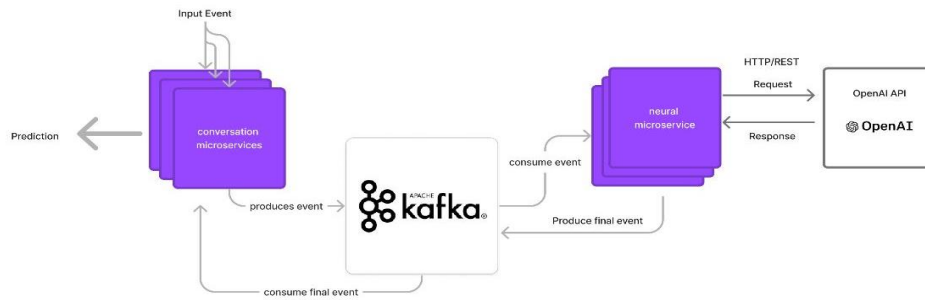 Input Event
HTTP/REST
Request
OpenAI API
neural
microservice
OpenAI
Prediction
conversation
microservices
Response
consume event
APACHE
kafka®
produces event
Produce final event
consume final event